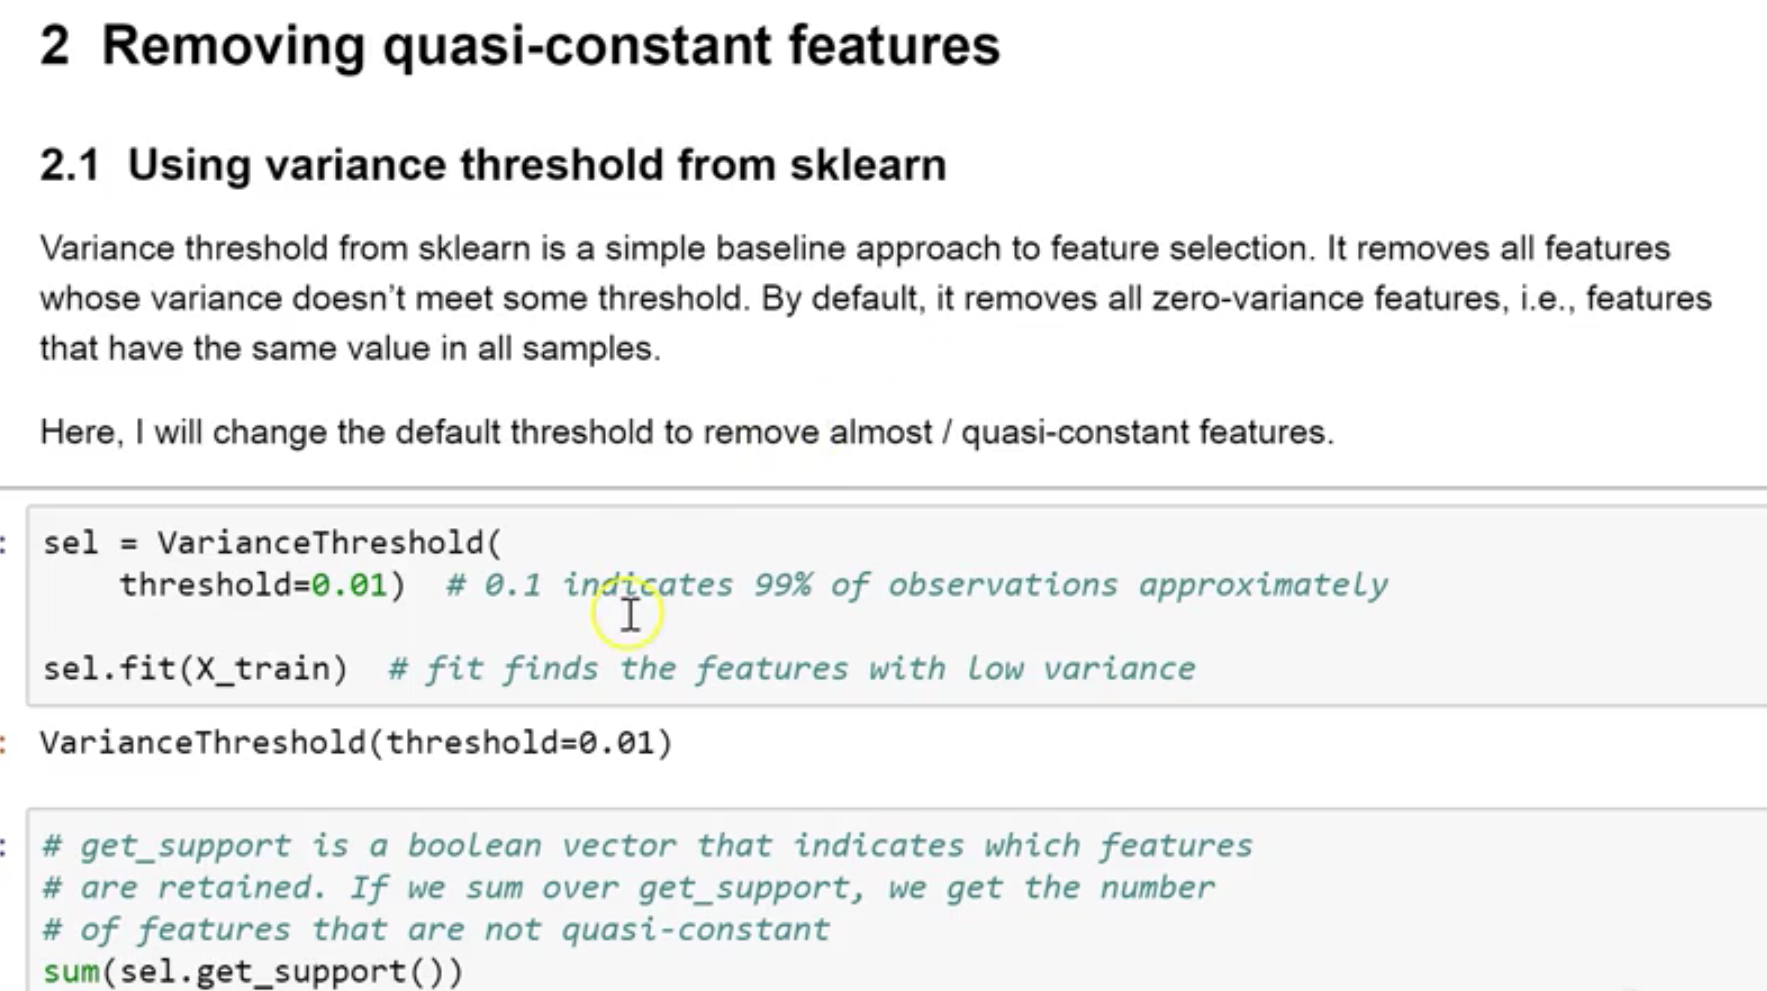 2 Removing quasi-constant features
2.1 Using variance threshold from sklearn
Variance threshold from sklearn is a simple baseline approach to feature selection. It removes all features
whose variance doesn’t meet some threshold. By default, it removes all zero-variance features, i.e., features
that have the same value in all samples.
Here, I will change the default threshold to remove almost / quasi-constant features.
: sel = VarianceThreshold(
threshold=0.01)  # 0.1 indicates 99% of observations approximately
sel.fit(X_train)  # fit finds the features with low variance
: VarianceThreshold(threshold=0.01)
: # get_support is a boolean vector that indicates which features
# are retained. If we sum over get_support, we get the number
# of features that are not quasi-constant
sum(sel.get_support())